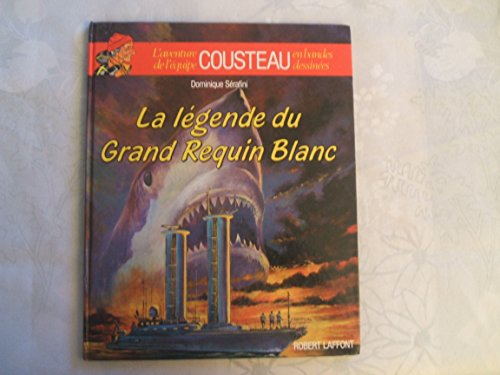 L'aventure
de l'équipe
COUSTEAU
en bandes
dessinées
Dominique Sérafini
La légende du
Grand Requin Blanc
ROBERT LAFFONT